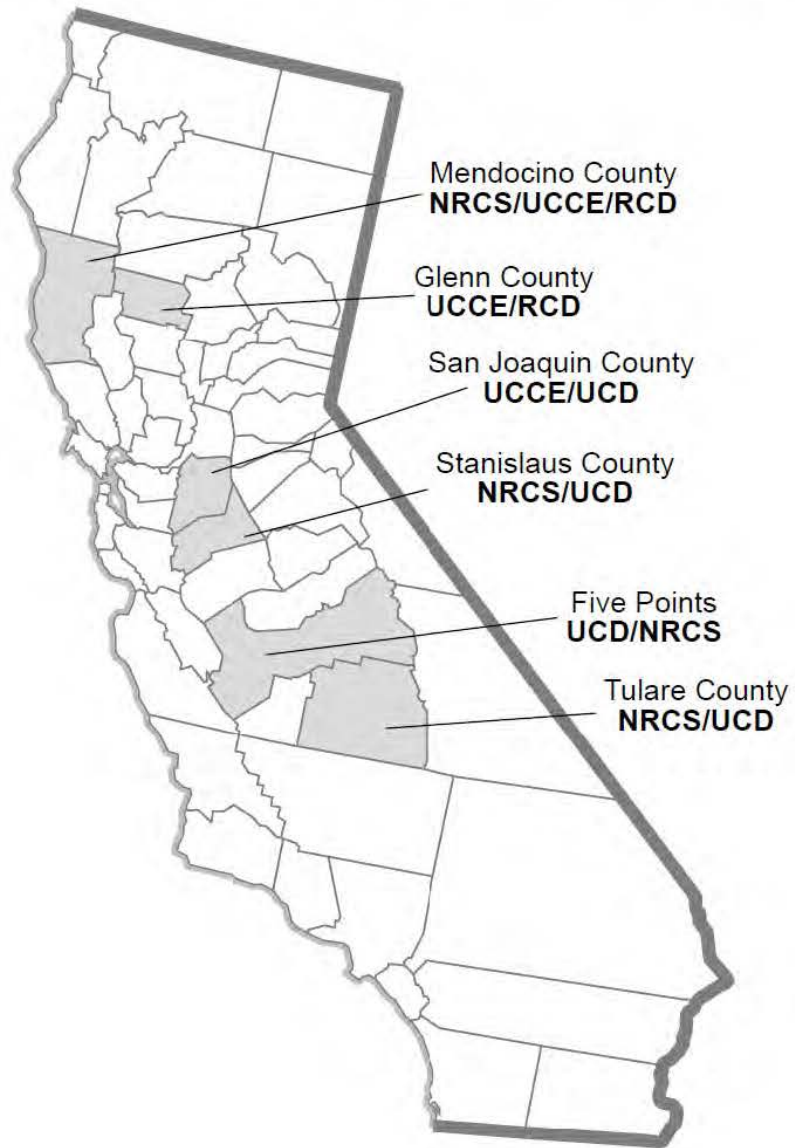 Mendocino County
NRCS/UCCE/RCD
Glenn County
UCCE/RCD
San Joaquin County
UCCE/UCD
Stanislaus County
NRCS/UCD
Five Points
UCD/NRCS
Tulare County
NRCS/UCD